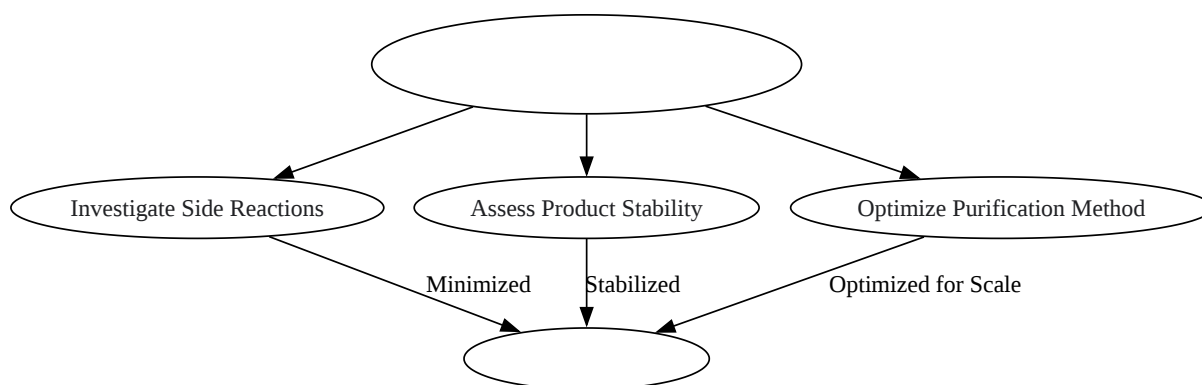 Investigate Side Reactions
Assess Product Stability
Optimize Purification Method
Minimized
Stabilized
Optimized for Scale